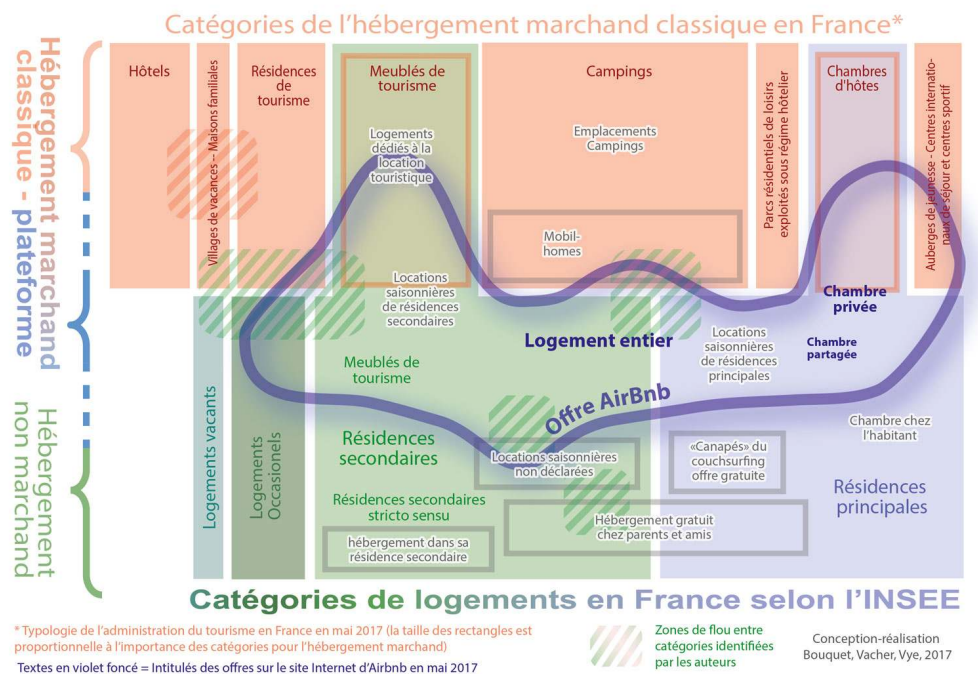 Catégories de l'hébergement marchand classique en France*
Hébergement marchand
classique - plateforme
Hébergement
non marchand
Hôtels
Villages de vacances – Maisons familiales
Résidences
de tourisme
Meublés de
tourisme
Campings
Parcs résidentiels de loisirs
exploités sous régime hôtelier
Chambres
d'hôtes
Auberges de jeunesse - Centres internatio-
naux de séjour et centres sportif
Logements
dédiés à la
location
touristique
Emplacements
Campings
Mobil-
homes
Locations
saisonnières
de résidences
secondaires
Chambre
privée
Logement entier
Locations
saisonnières
de résidences
principales
Chambre
partagée
Meublés de
tourisme
Offre AirBnb
Chambre chez
l'habitant
Logements vacants
Logements
Occasionels
Résidences
secondaires
Locations saisonnières
non déclarées
«Canapés» du
couchsurfing
offre gratuite
Résidences
principales
Résidences secondaires
stricto sensu
Hébergement gratuit
chez parents et amis
hébergement dans sa
résidence secondaire
Catégories de logements en France selon l'INSEE
* Typologie de l'administration du tourisme en France en mai 2017 (la taille des rectangles est
proportionnelle à l'importance des catégories pour l'hébergement marchand)
Textes en violet foncé = Intitulés des offres sur le site Internet d'Airbnb en mai 2017
Zones de flou entre
catégories identifiées
par les auteurs
Conception-réalisation
Bouquet, Vacher, Vye, 2017